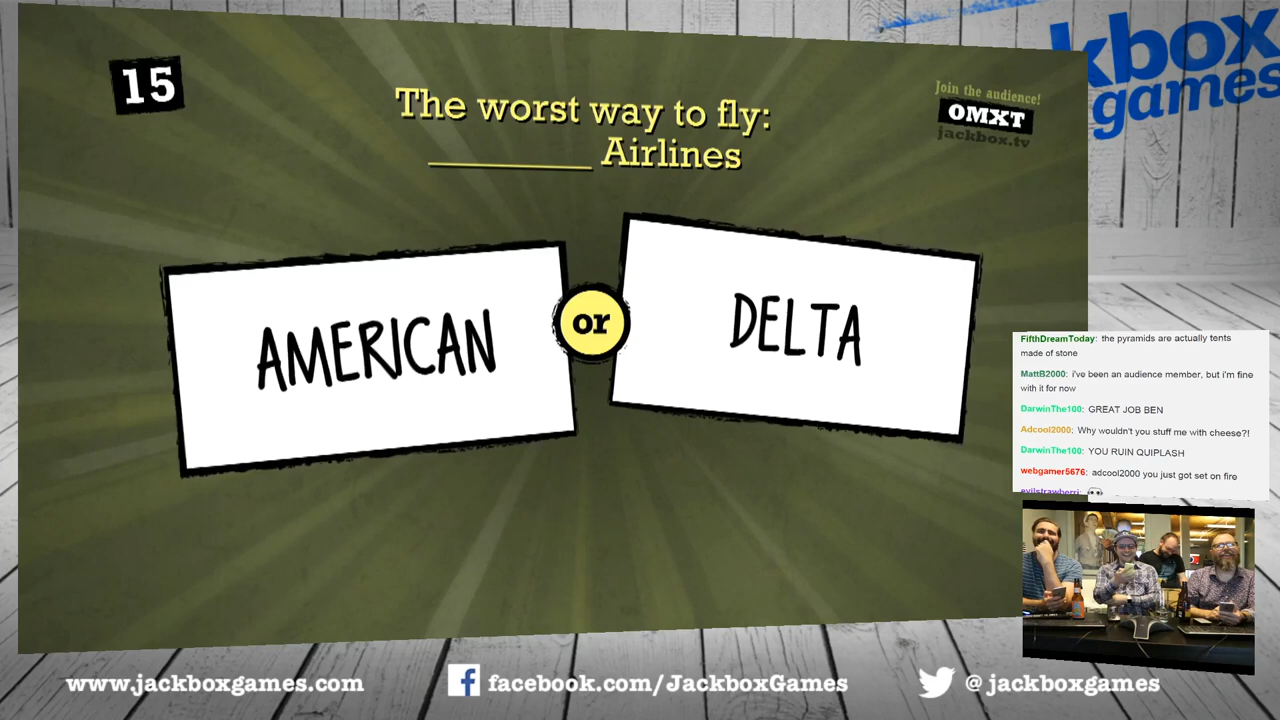 kbox
games
15
The worst way to fly:
__________ Airlines
Join the audience!
OMXT
jackbox.tv
AMERICAN
or
DELTA
FifthDreamToday: the pyramids are actually tents
made of stone
MattB2000: i've been an audience member, but i'm fine
with it for now
DarwinThe100: GREAT JOB BEN
Adcool2000: Why wouldn't you stuff me with cheese?!
DarwinThe100: YOU RUIN QUIPLASH
webgamer5676: adcool2000 you just got set on fire
evilstrawberri:
www.jackboxgames.com
facebook.com/JackboxGames
@jackboxgames